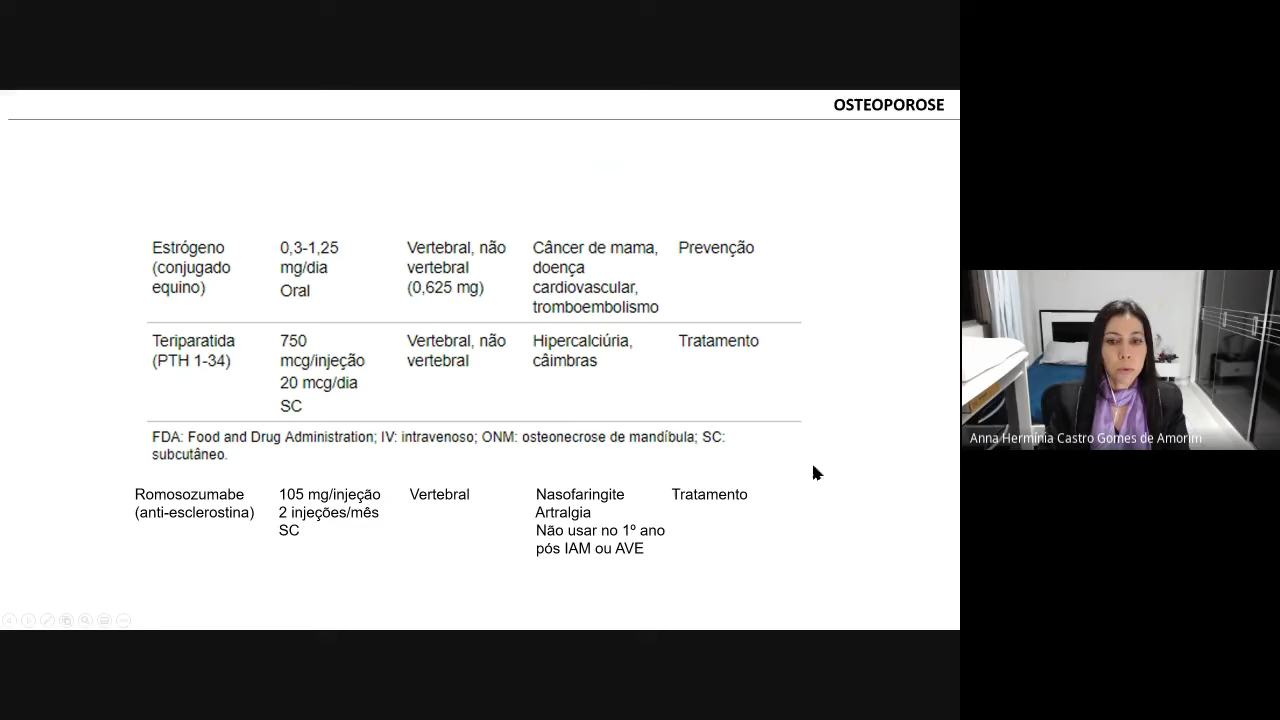 OSTEOPOROSE
Estrógeno
(conjugado
equino)
0,3-1,25
mg/dia
Oral
Vertebral, não
vertebral
(0,625 mg)
Câncer de mama,
doença
cardiovascular,
tromboembolismo
Prevenção
Teriparatida
(PTH 1-34)
750
mcg/injeção
20 mcg/dia
SC
Vertebral, não
vertebral
Hipercalciúria,
câimbras
Tratamento
FDA: Food and Drug Administration; IV: intravenoso; ONM: osteonecrose de mandíbula; SC:
subcutâneo.
Romosozumabe
(anti-esclerostina)
105 mg/injeção
2 injeções/mês
SC
Vertebral
Nasofaringite
Artralgia
Não usar no 1º ano
pós IAM ou AVE
Tratamento
Anna Hermínia Castro Gomes de Amorim